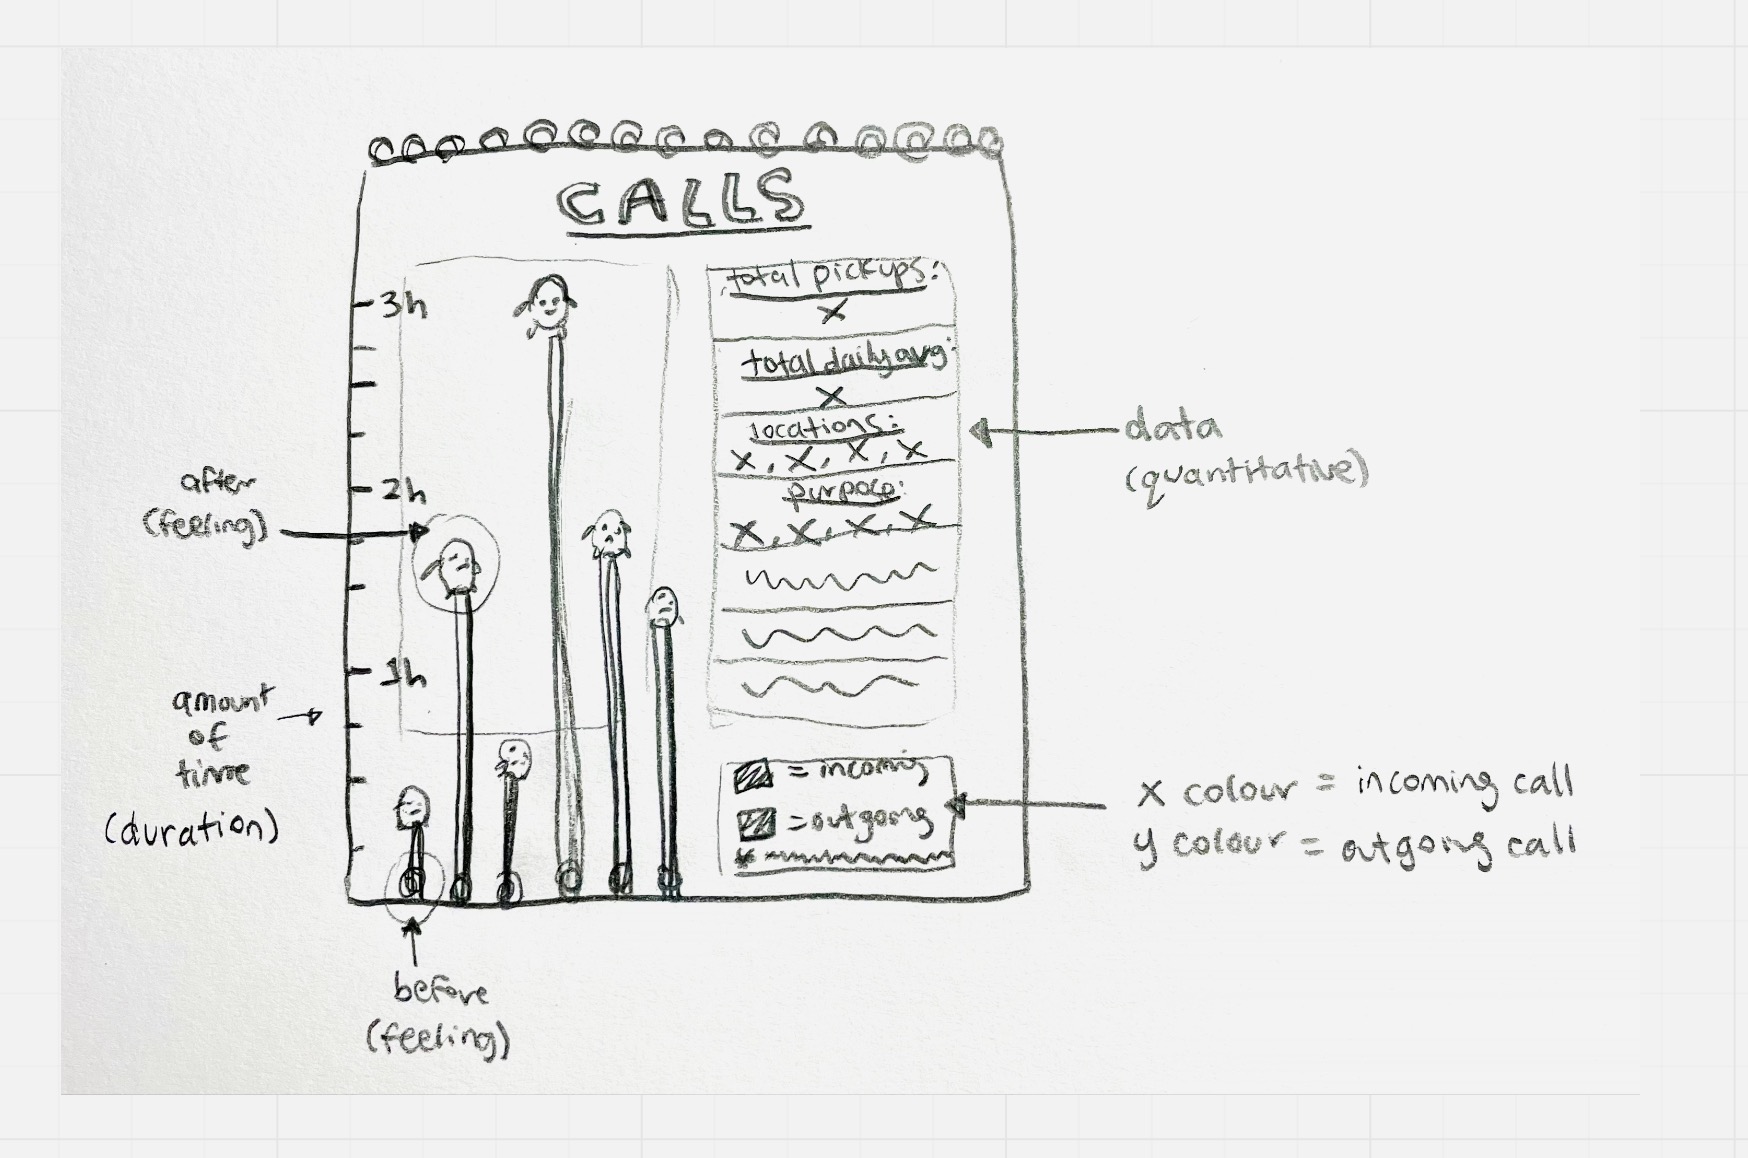 CALLS
3h
2h
1h
total pickups:
x
total daily avg:
x
locations:
x, x, x, x
purpose:
x, x, x, x
= incoming
= outgoing
after
(feeling)
amount
of
time
(duration)
before
(feeling)
data
(quantitative)
x colour = incoming call
y colour = outgoing call